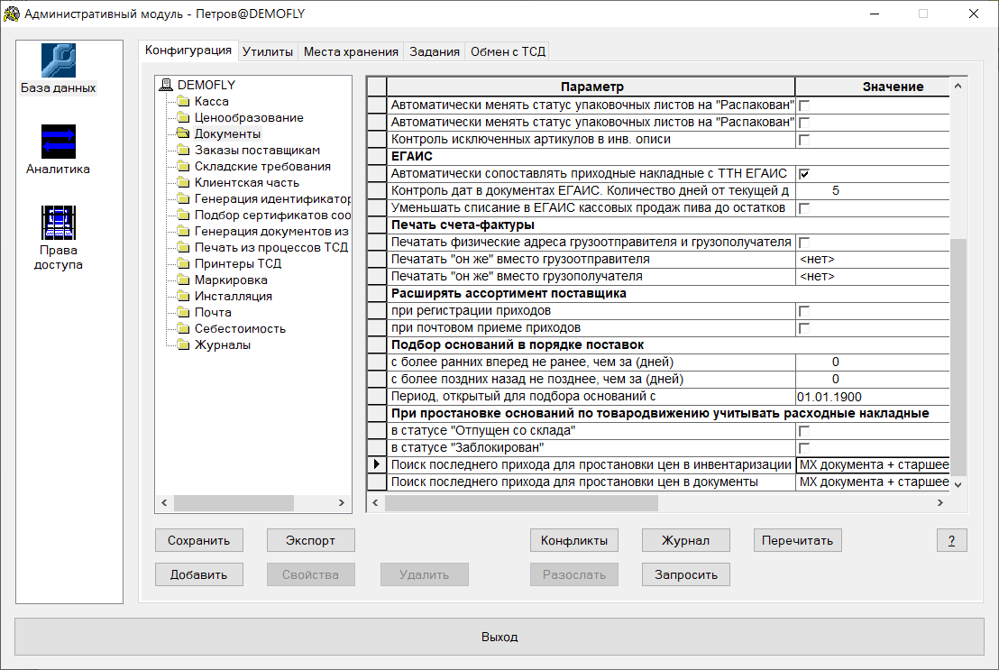 Административный модуль - Петров@DEMOFLY
База данных
Аналитика
Права
доступа
Конфигурация Утилиты Места хранения Задания Обмен с ТСД
DEMOFLY
Касса
Ценообразование
Документы
Заказы поставщикам
Складские требования
Клиентская часть
Генерация идентификатор
Подбор сертификатов соо
Генерация документов из
Печать из процессов ТСД
Принтеры ТСД
Маркировка
Инсталляция
Почта
Себестоимость
Журналы
Параметр Значение
Автоматически менять статус упаковочных листов на "Распакован"
Автоматически менять статус упаковочных листов на "Распакован"
Контроль исключенных артикулов в инв. описи
ЕГАИС
Автоматически сопоставлять приходные накладные с ТТН ЕГАИС
Контроль дат в документах ЕГАИС. Количество дней от текущей д 5
Уменьшать списание в ЕГАИС кассовых продаж пива до остатков
Печать счета-фактуры
Печатать физические адреса грузоотправителя и грузополучателя
Печатать "он же" вместо грузоотправителя <нет>
Печатать "он же" вместо грузополучателя <нет>
Расширять ассортимент поставщика
при регистрации приходов
при почтовом приеме приходов
Подбор оснований в порядке поставок
с более ранних вперед не ранее, чем за (дней) 0
с более поздних назад не позднее, чем за (дней) 0
Период, открытый для подбора оснований с 01.01.1900
При простановке оснований по товародвижению учитывать расходные накладные
в статусе "Отпущен со склада"
в статусе "Заблокирован"
Поиск последнего прихода для простановки цен в инвентаризации МХ документа + старшее
Поиск последнего прихода для простановки цен в документы МХ документа + старшее
Сохранить Экспорт Конфликты Журнал Перечитать ?
Добавить Свойства Удалить Разослать Запросить
Выход